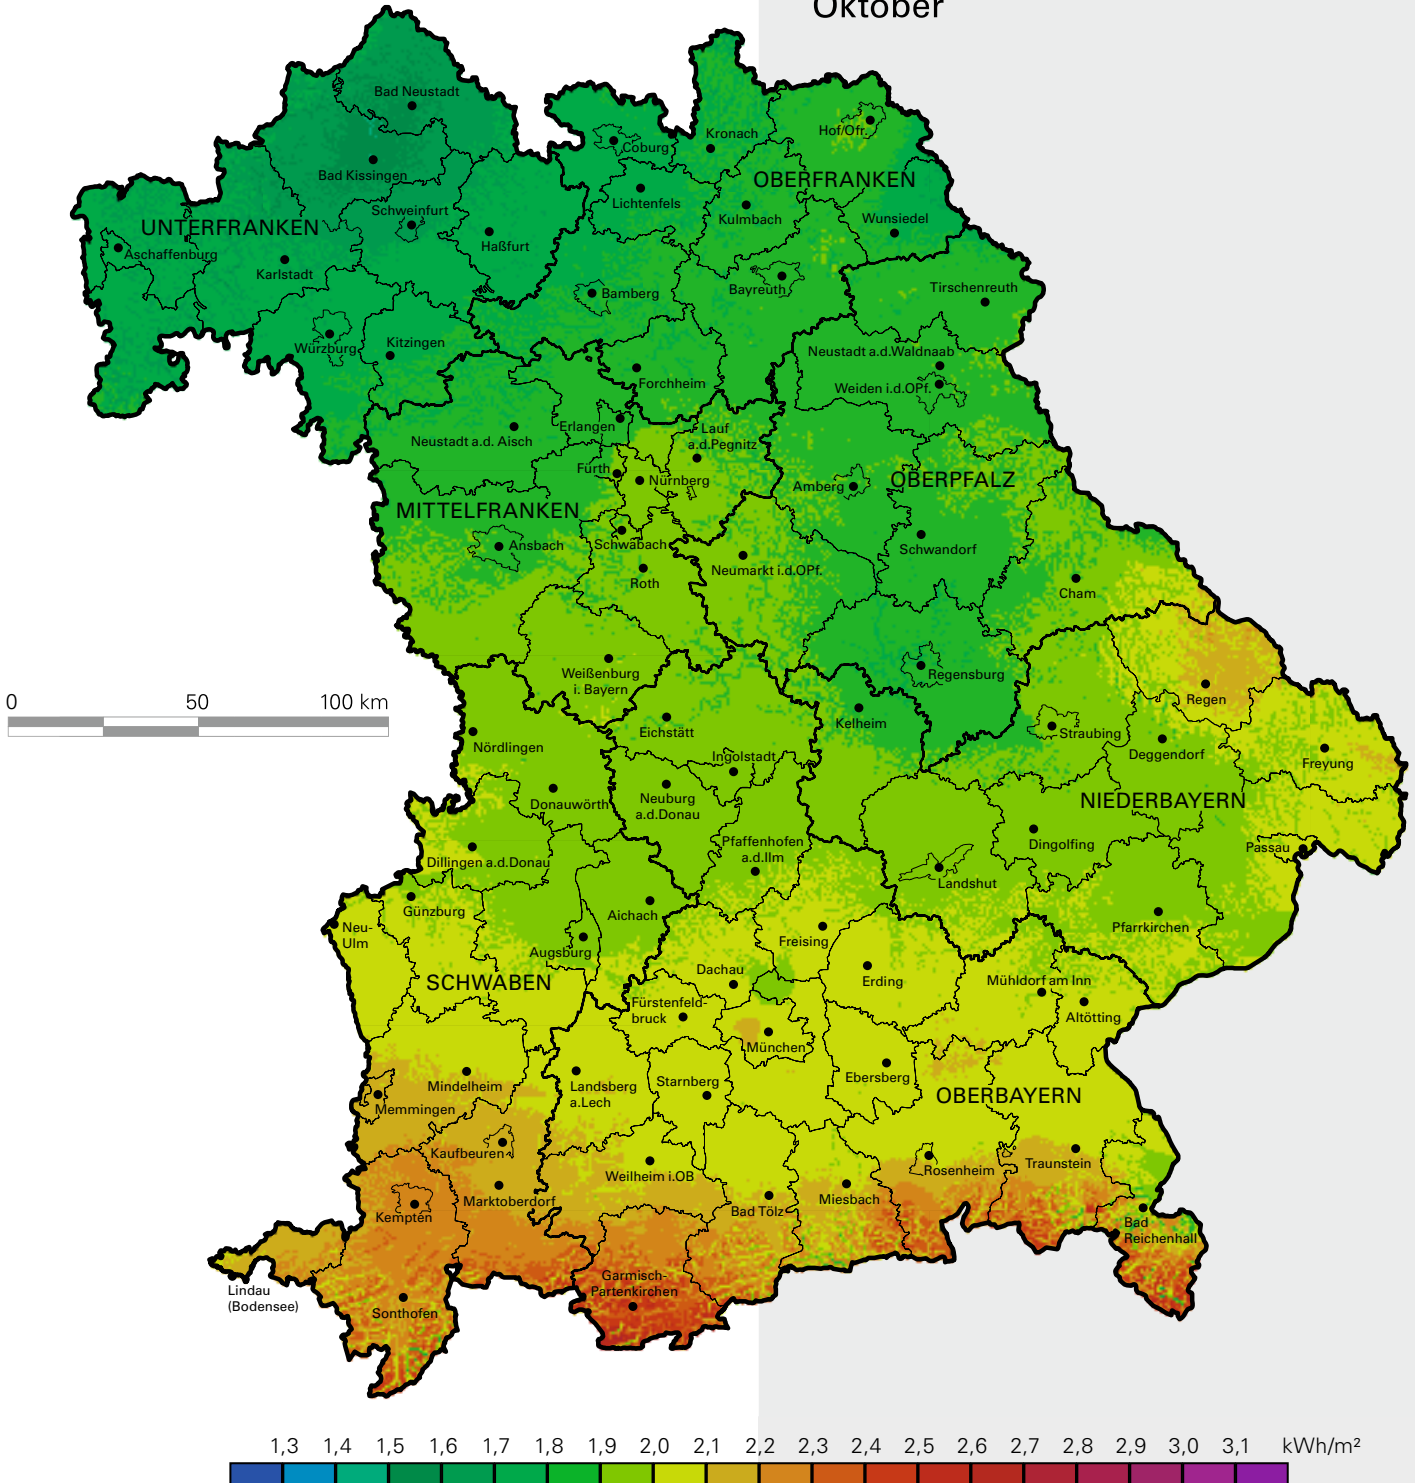 Oktober
Bad Neustadt
Hof/Ofr.
Kronach
Coburg
Bad Kissingen
OBERFRANKEN
Lichtenfels
Schweinfurt
Kulmbach
Wunsiedel
UNTERFRANKEN
Haßfurt
Aschaffenburg
Karlstadt
Bayreuth
Tirschenreuth
Bamberg
Würzburg
Kitzingen
Neustadt a.d.Waldnaab
Forchheim
Weiden i.d.OPf.
Erlangen
Lauf
a.d.Pegnitz
Neustadt a.d. Aisch
Fürth
Nürnberg
Amberg
OBERPFALZ
MITTELFRANKEN
Ansbach
Schwabach
Schwandorf
Neumarkt i.d.OPf.
Roth
Cham
Weißenburg
i. Bayern
Regensburg
Regen
0 50 100 km
Kelheim
Eichstätt
Straubing
Nördlingen
Ingolstadt
Deggendorf
Freyung
Donauwörth
Neuburg
a.d.Donau
NIEDERBAYERN
Pfaffenhofen
a.d.Ilm
Dingolfing
Passau
Dillingen a.d.Donau
Landshut
Günzburg
Aichach
Neu-
Ulm
Pfarrkirchen
Freising
Augsburg
Dachau
SCHWABEN
Erding
Mühldorf am Inn
Fürstenfeld-
bruck
Altötting
München
Mindelheim
Landsberg
a.Lech
Starnberg
Ebersberg
OBERBAYERN
Memmingen
Kaufbeuren
Weilheim i.OB
Rosenheim
Traunstein
Marktoberdorf
Miesbach
Kempten
Bad Tölz
Bad
Reichenhall
Garmisch-
Partenkirchen
Lindau
(Bodensee)
Sonthofen
1,3 1,4 1,5 1,6 1,7 1,8 1,9 2,0 2,1 2,2 2,3 2,4 2,5 2,6 2,7 2,8 2,9 3,0 3,1 kWh/m²